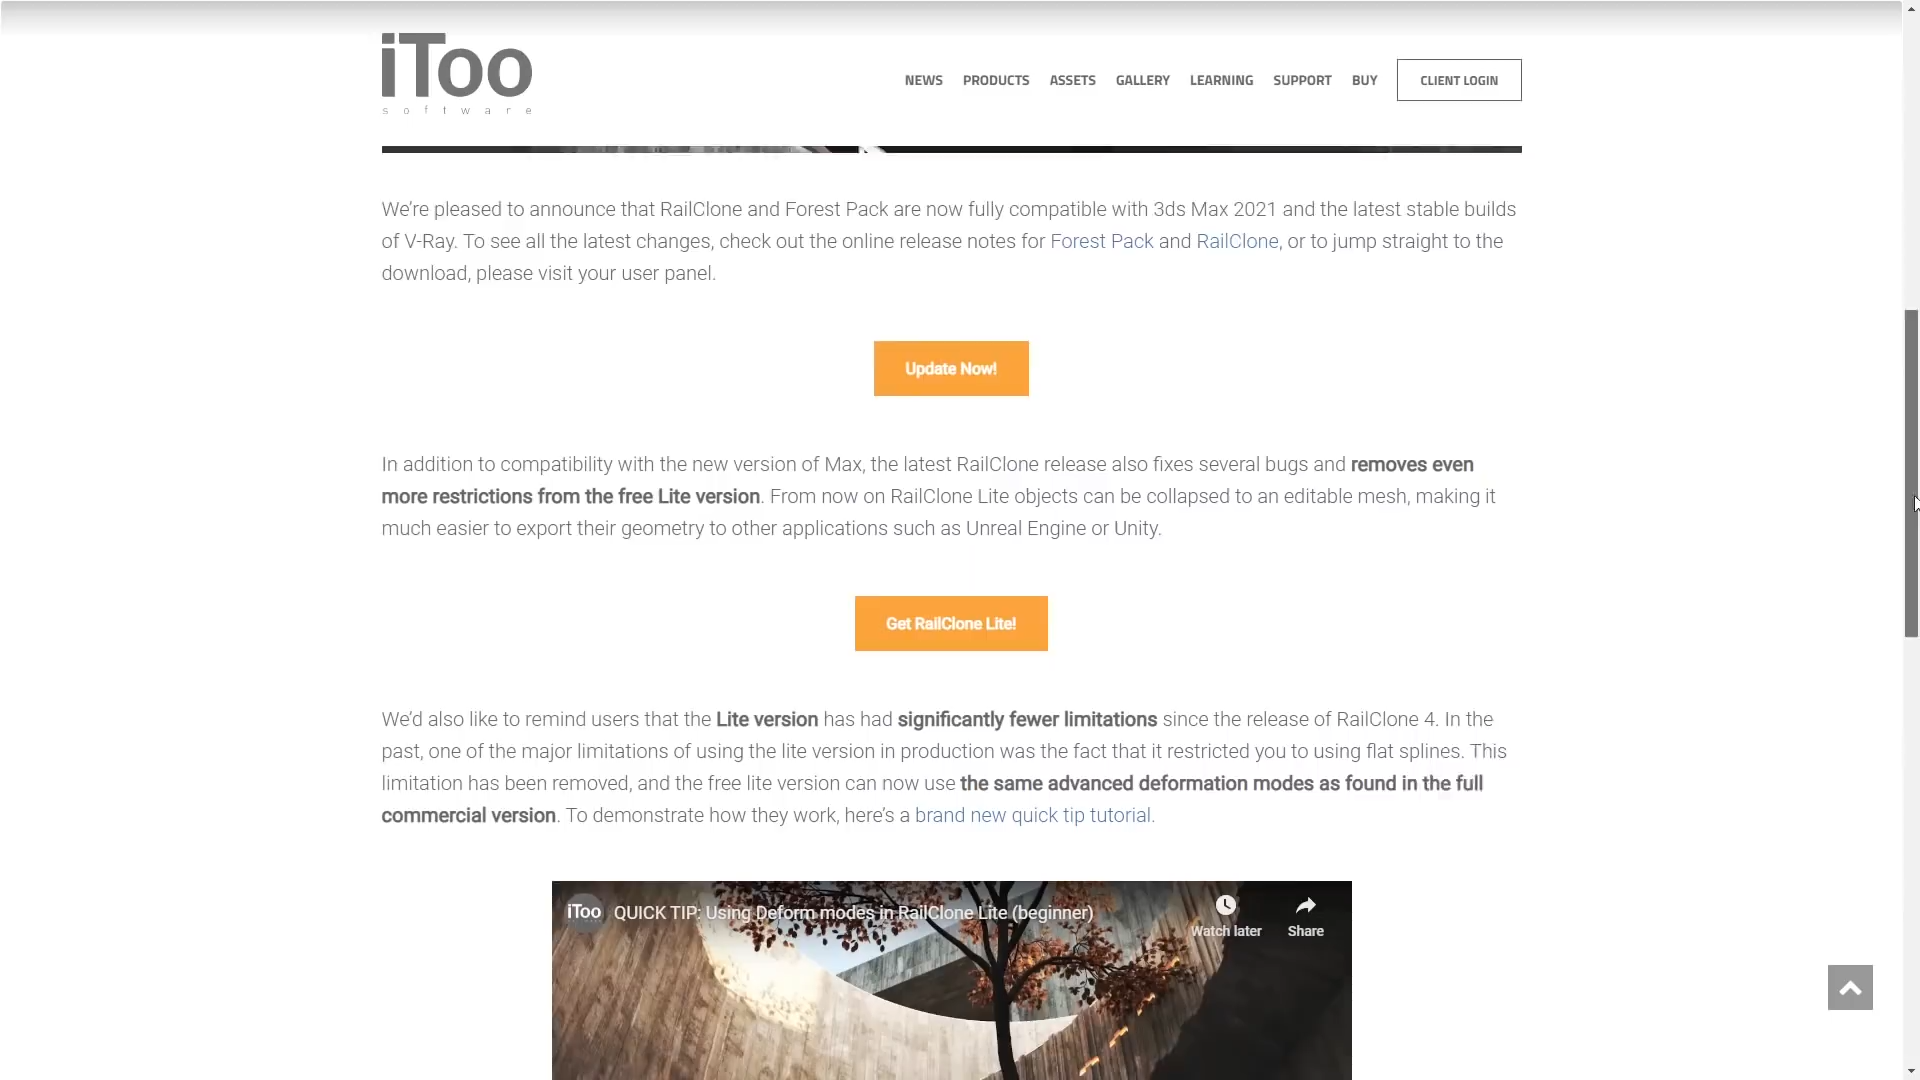 iToo
software
NEWS PRODUCTS ASSETS GALLERY LEARNING SUPPORT BUY CLIENT LOGIN
We’re pleased to announce that RailClone and Forest Pack are now fully compatible with 3ds Max 2021 and the latest stable builds
of V-Ray. To see all the latest changes, check out the online release notes for Forest Pack and RailClone, or to jump straight to the
download, please visit your user panel.
Update Now!
In addition to compatibility with the new version of Max, the latest RailClone release also fixes several bugs and removes even
more restrictions from the free Lite version. From now on RailClone Lite objects can be collapsed to an editable mesh, making it
much easier to export their geometry to other applications such as Unreal Engine or Unity.
Get RailClone Lite!
We’d also like to remind users that the Lite version has had significantly fewer limitations since the release of RailClone 4. In the
past, one of the major limitations of using the lite version in production was the fact that it restricted you to using flat splines. This
limitation has been removed, and the free lite version can now use the same advanced deformation modes as found in the full
commercial version. To demonstrate how they work, here’s a brand new quick tip tutorial.
iToo QUICK TIP: Using Deform modes in RailClone Lite (beginner)
Watch later Share